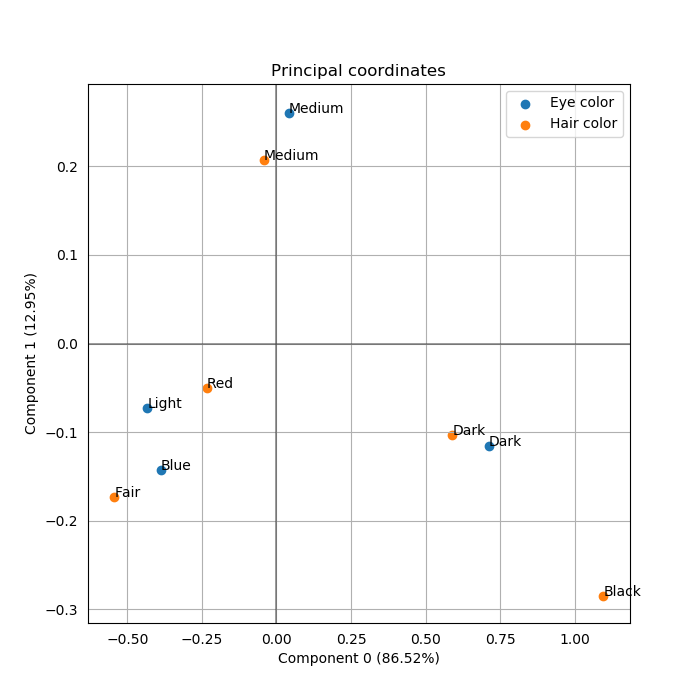 Principal coordinates
Eye color
Hair color
Medium
Medium
Red
Light
Dark
Dark
Blue
Fair
Black
0.2
0.1
0.0
−0.1
−0.2
−0.3
Component 1 (12.95%)
−0.50
−0.25
0.00
0.25
0.50
0.75
1.00
Component 0 (86.52%)